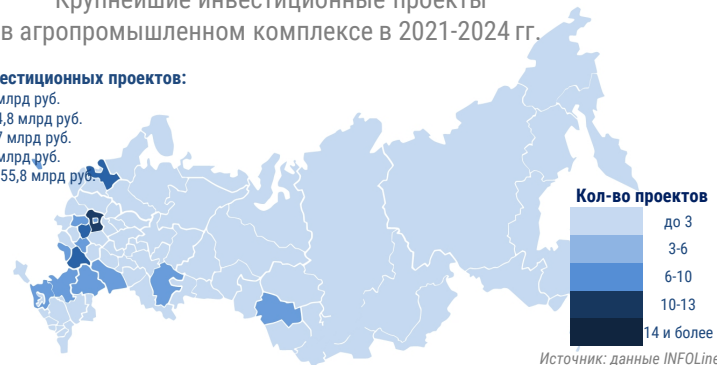 Крупнейшие инвестиционные проекты
в агропромышленном комплексе в 2021-2024 гг.
естиционных проектов:
млрд руб.
4,8 млрд руб.
7 млрд руб.
млрд руб.
55,8 млрд руб.
Кол-во проектов
до 3
3-6
6-10
10-13
14 и более
Источник: данные INFOLine